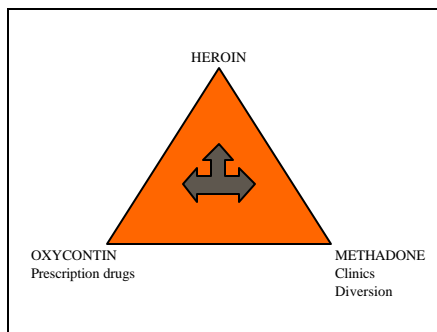 HEROIN
OXYCONTIN
Prescription drugs
METHADONE
Clinics
Diversion